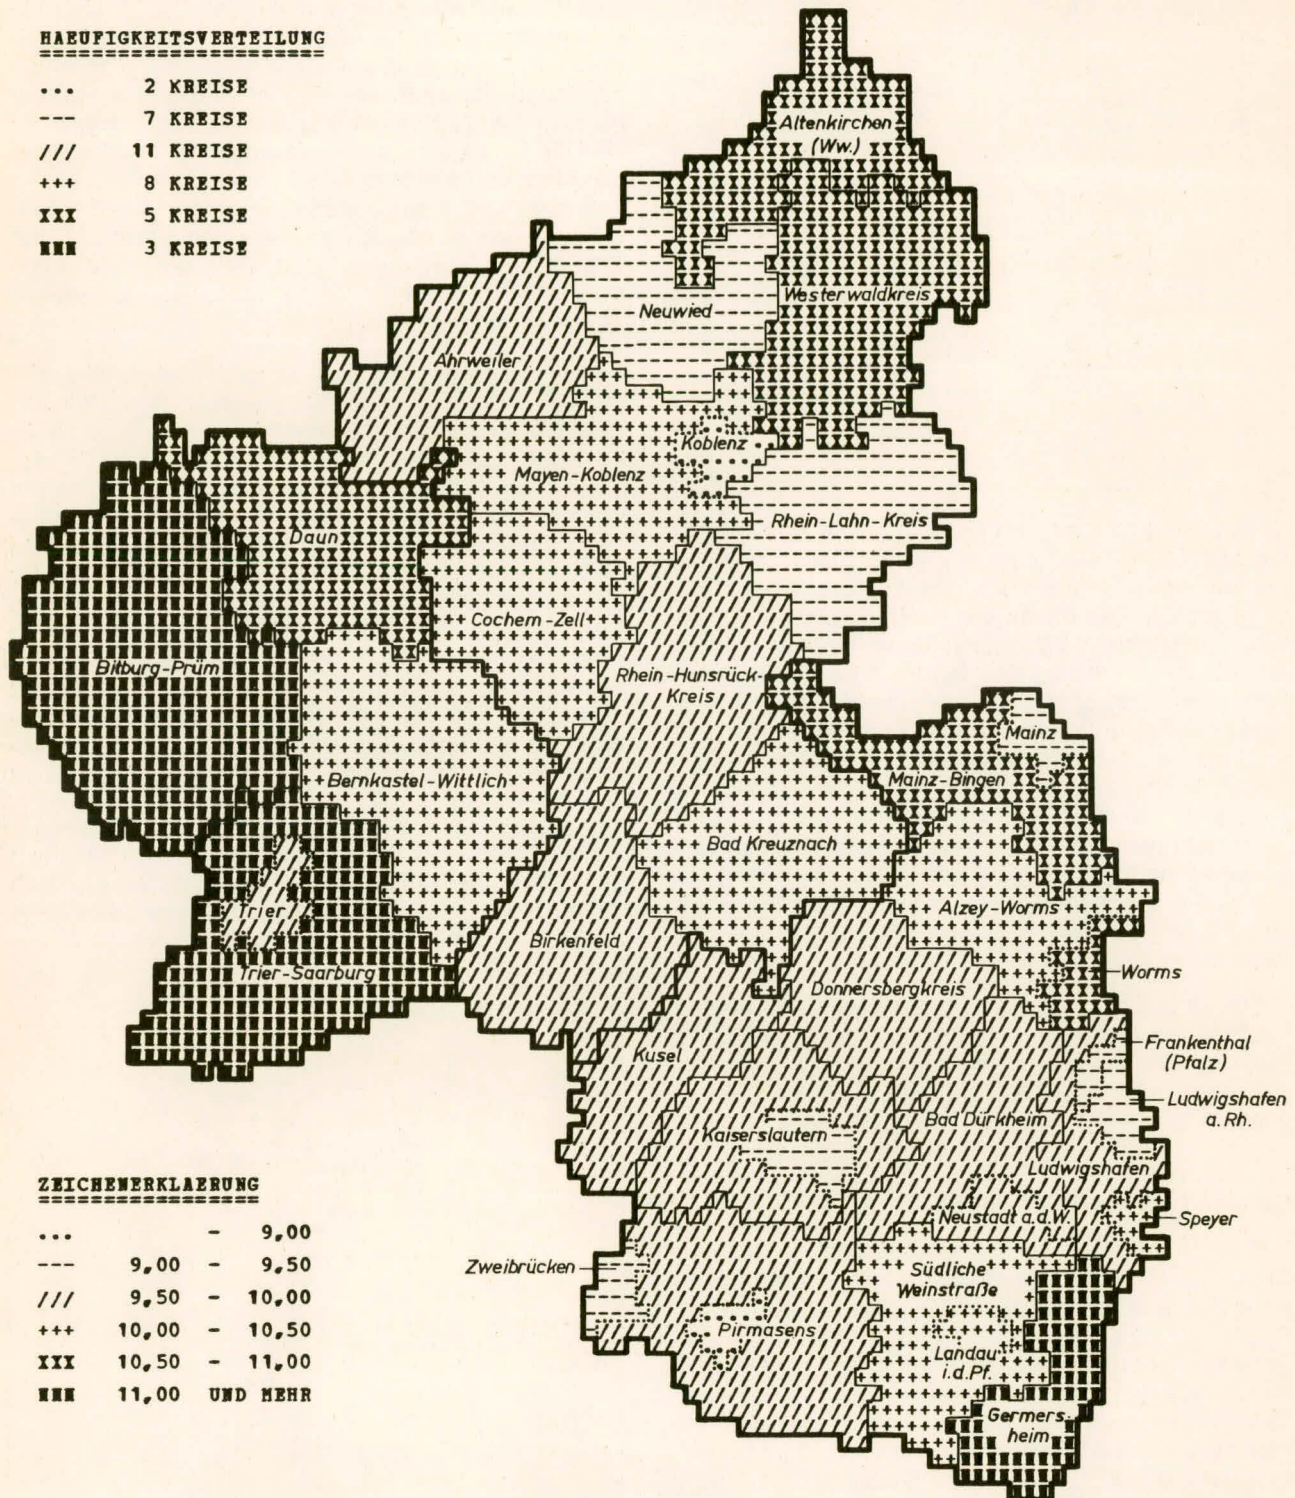 HAEUFIGKEITSVERTEILUNG
... 2 KREISE
--- 7 KREISE
/// 11 KREISE
+++ 8 KREISE
XXX 5 KREISE
■■■ 3 KREISE
Altenkirchen
(Ww.)
Westerwaldkreis
Neuwied
Ahrweiler
Koblenz
Mayen-Koblenz
Rhein-Lahn-Kreis
Daun
Cochem-Zell
Bitburg-Prüm
Rhein-Hunsrück-
Kreis
Mainz
Bernkastel-Wittlich
Mainz-Bingen
Bad Kreuznach
Trier
Alzey-Worms
Birkenfeld
Trier-Saarburg
Worms
Donnersbergkreis
Kusel
Frankenthal
(Pfalz)
Ludwigshafen
a. Rh.
Kaiserslautern
Bad Dürkheim
Ludwigshafen
Neustadt a.d.W.
Speyer
Zweibrücken
Südliche
Weinstraße
Pirmasens
Landau
i.d.Pf.
Germers-
heim
ZEICHENERKLAERUNG
... - 9,00
--- 9,00 - 9,50
/// 9,50 - 10,00
+++ 10,00 - 10,50
XXX 10,50 - 11,00
■■■ 11,00 UND MEHR